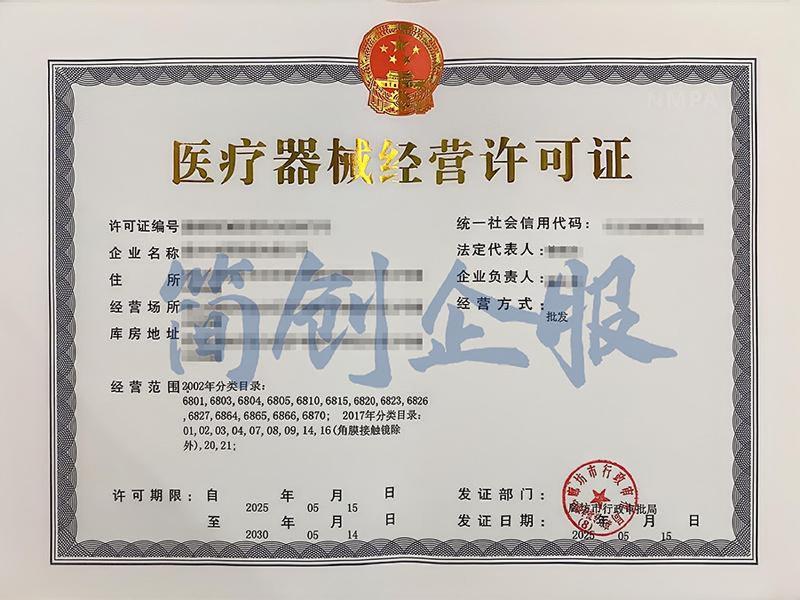 NMPA
医疗器械经营许可证
许可证编号
统一社会信用代码：
企业名称
法定代表人：
住 所
企业负责人：
经营场所
经营方式：
批发
库房地址
简创企服
经营范围：2002年分类目录：
6801,6803,6804,6805,6810,6815,6820,6823,6826
,6827,6864,6865,6866,6870; 2017年分类目录：
01,02,03,04,07,08,09,14,16(角膜接触镜除
外),20,21;
许可期限：自 2025 年 05 月 15 日
至 2030 年 05 月 14 日
发证部门：廊坊市行政审批局
发证日期：2025 年 05 月 15 日